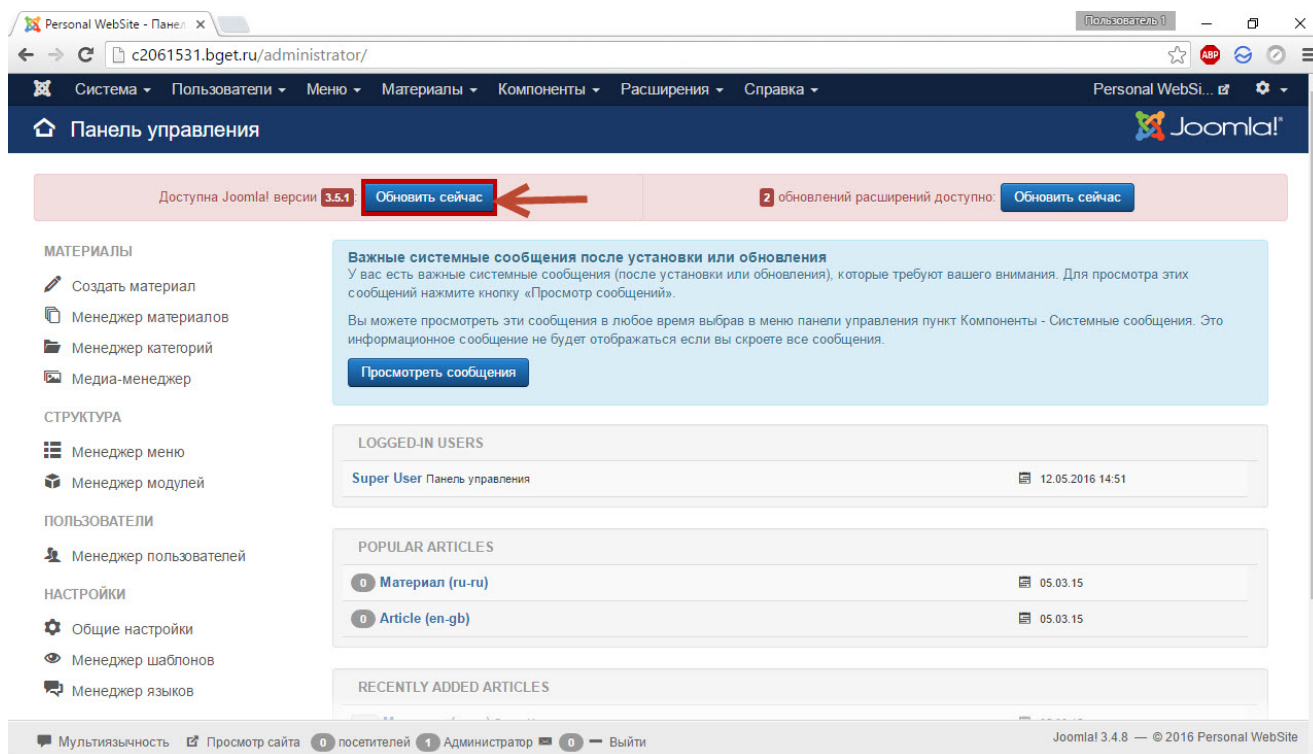 Personal WebSite - Панел
Пользователь 1
c2061531.bget.ru/administrator/
ABP
Система Пользователи Меню Материалы Компоненты Расширения Справка Personal WebSi...
Панель управления
Joomla!
Доступна Joomla! версии 3.5.1: Обновить сейчас
2 обновлений расширений доступно: Обновить сейчас
МАТЕРИАЛЫ
Создать материал
Менеджер материалов
Менеджер категорий
Медиа-менеджер
СТРУКТУРА
Менеджер меню
Менеджер модулей
ПОЛЬЗОВАТЕЛИ
Менеджер пользователей
НАСТРОЙКИ
Общие настройки
Менеджер шаблонов
Менеджер языков
Важные системные сообщения после установки или обновления
У вас есть важные системные сообщения (после установки или обновления), которые требуют вашего внимания. Для просмотра этих
сообщений нажмите кнопку «Просмотр сообщений».
Вы можете просмотреть эти сообщения в любое время выбрав в меню панели управления пункт Компоненты - Системные сообщения. Это
информационное сообщение не будет отображаться если вы скроете все сообщения.
Просмотреть сообщения
LOGGED-IN USERS
Super User Панель управления 12.05.2016 14:51
POPULAR ARTICLES
0 Материал (ru-ru) 05.03.15
0 Article (en-gb) 05.03.15
RECENTLY ADDED ARTICLES
Мультиязычность Просмотр сайта 0 посетителей 1 Администратор 0 Выйти
Joomla! 3.4.8 — © 2016 Personal WebSite